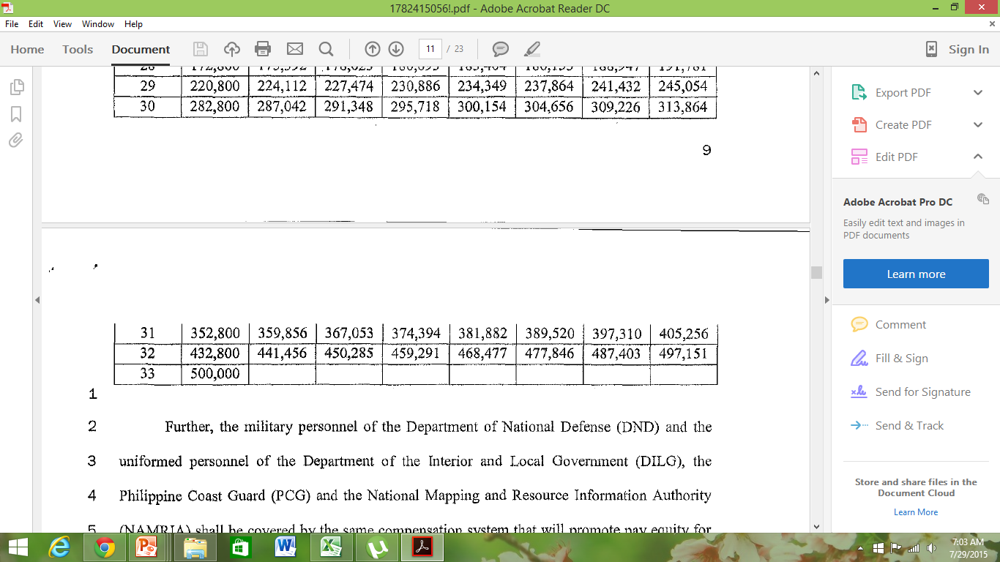 1782415056!.pdf - Adobe Acrobat Reader DC
File Edit View Window Help
Home Tools Document 11 / 23 Sign In
29 220,800 224,112 227,474 230,886 234,349 237,864 241,432 245,054
30 282,800 287,042 291,348 295,718 300,154 304,656 309,226 313,864
9
31 352,800 359,856 367,053 374,394 381,882 389,520 397,310 405,256
32 432,800 441,456 450,285 459,291 468,477 477,846 487,403 497,151
33 500,000
1
2 Further, the military personnel of the Department of National Defense (DND) and the
3 uniformed personnel of the Department of the Interior and Local Government (DILG), the
4 Philippine Coast Guard (PCG) and the National Mapping and Resource Information Authority
5 (NAMRIA) shall be covered by the same compensation system that will promote pay equity for
Export PDF
Create PDF
Edit PDF
Adobe Acrobat Pro DC
Easily edit text and images in
PDF documents
Learn more
Comment
Fill & Sign
Send for Signature
Send & Track
Store and share files in the
Document Cloud
Learn More
7:03 AM
7/29/2015